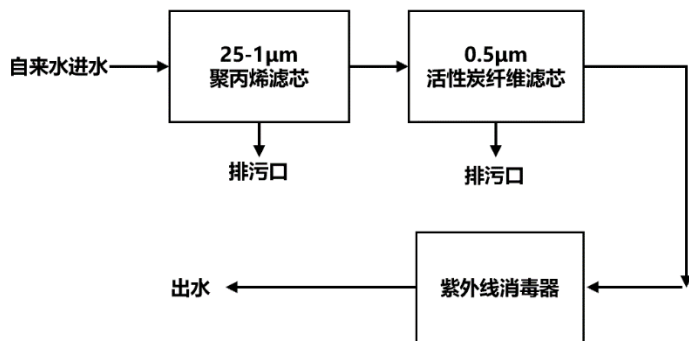 自来水进水
25-1μm
聚丙烯滤芯
0.5μm
活性炭纤维滤芯
排污口
排污口
出水
紫外线消毒器